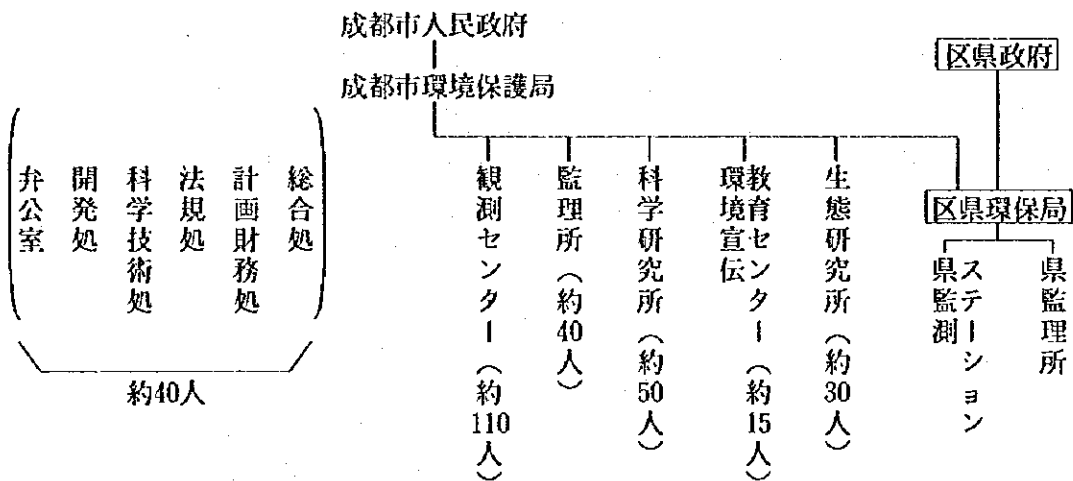 成都市人民政府
成都市環境保護局
区県政府
弁公室
開発処
科学技術処
法規処
計画財務処
総合処
約40人
観測センター（約110人）
監理所（約40人）
科学研究所（約50人）
環境宣伝
教育センター（約15人）
生態研究所（約30人）
区県環保局
県監測
ステーション
県監理所